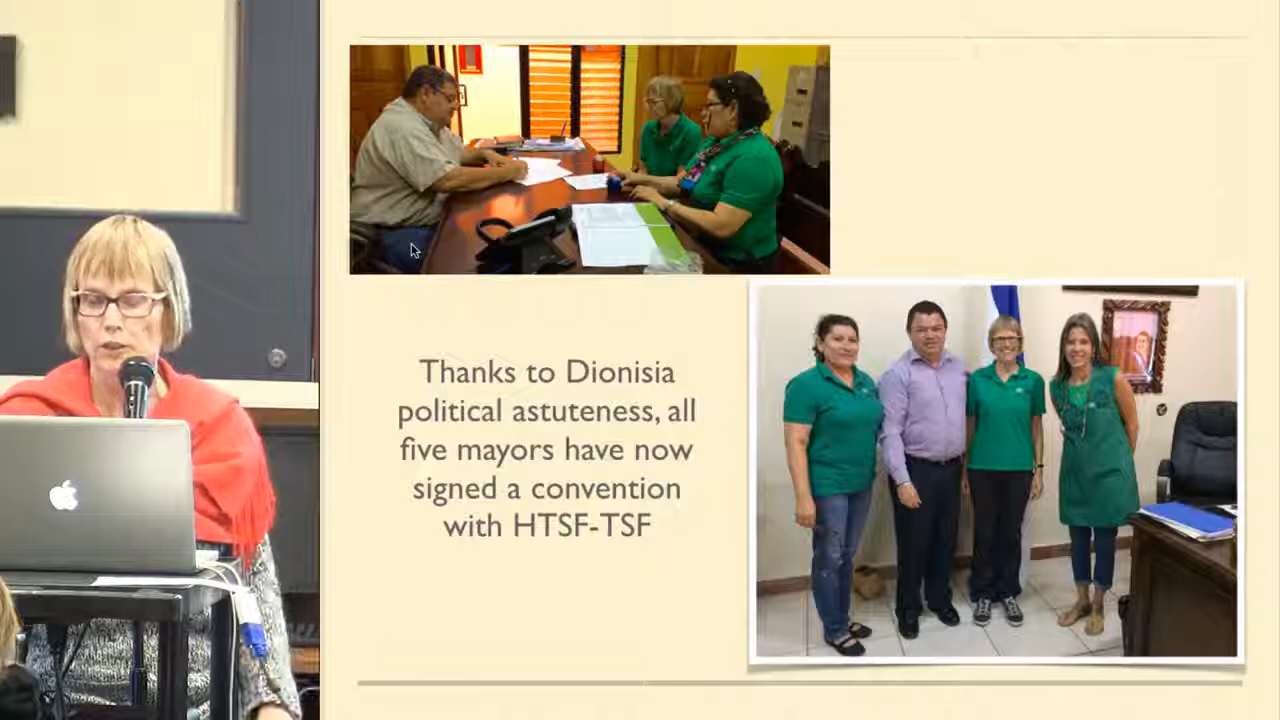 Thanks to Dionisia
political astuteness, all
five mayors have now
signed a convention
with HTSF-TSF